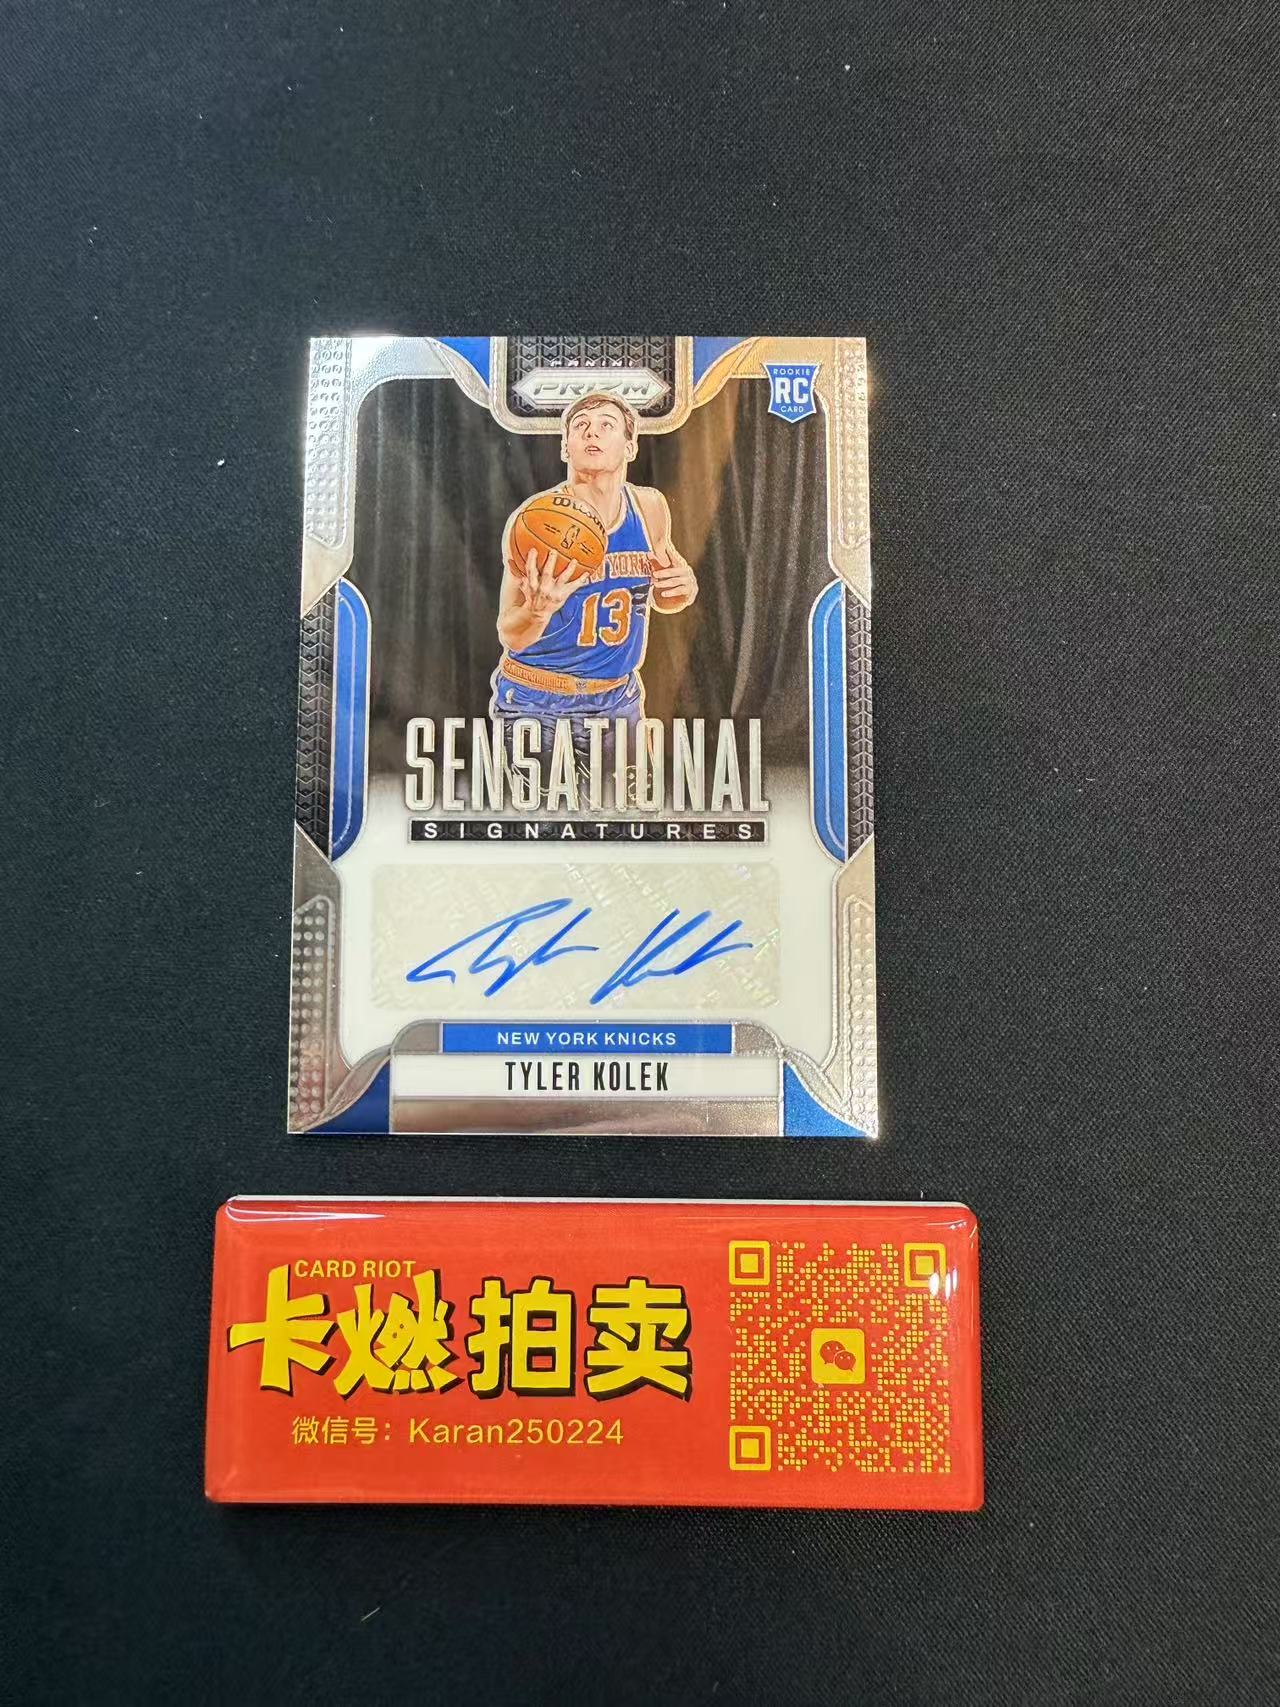 PANINI
PRIZM
ROOKIE
RC
CARD
Wilson
YORK
13
SENSATIONAL
SIGNATURES
NEW YORK KNICKS
TYLER KOLEK
CARD RIOT
卡燃拍卖
微信号：Karan250224